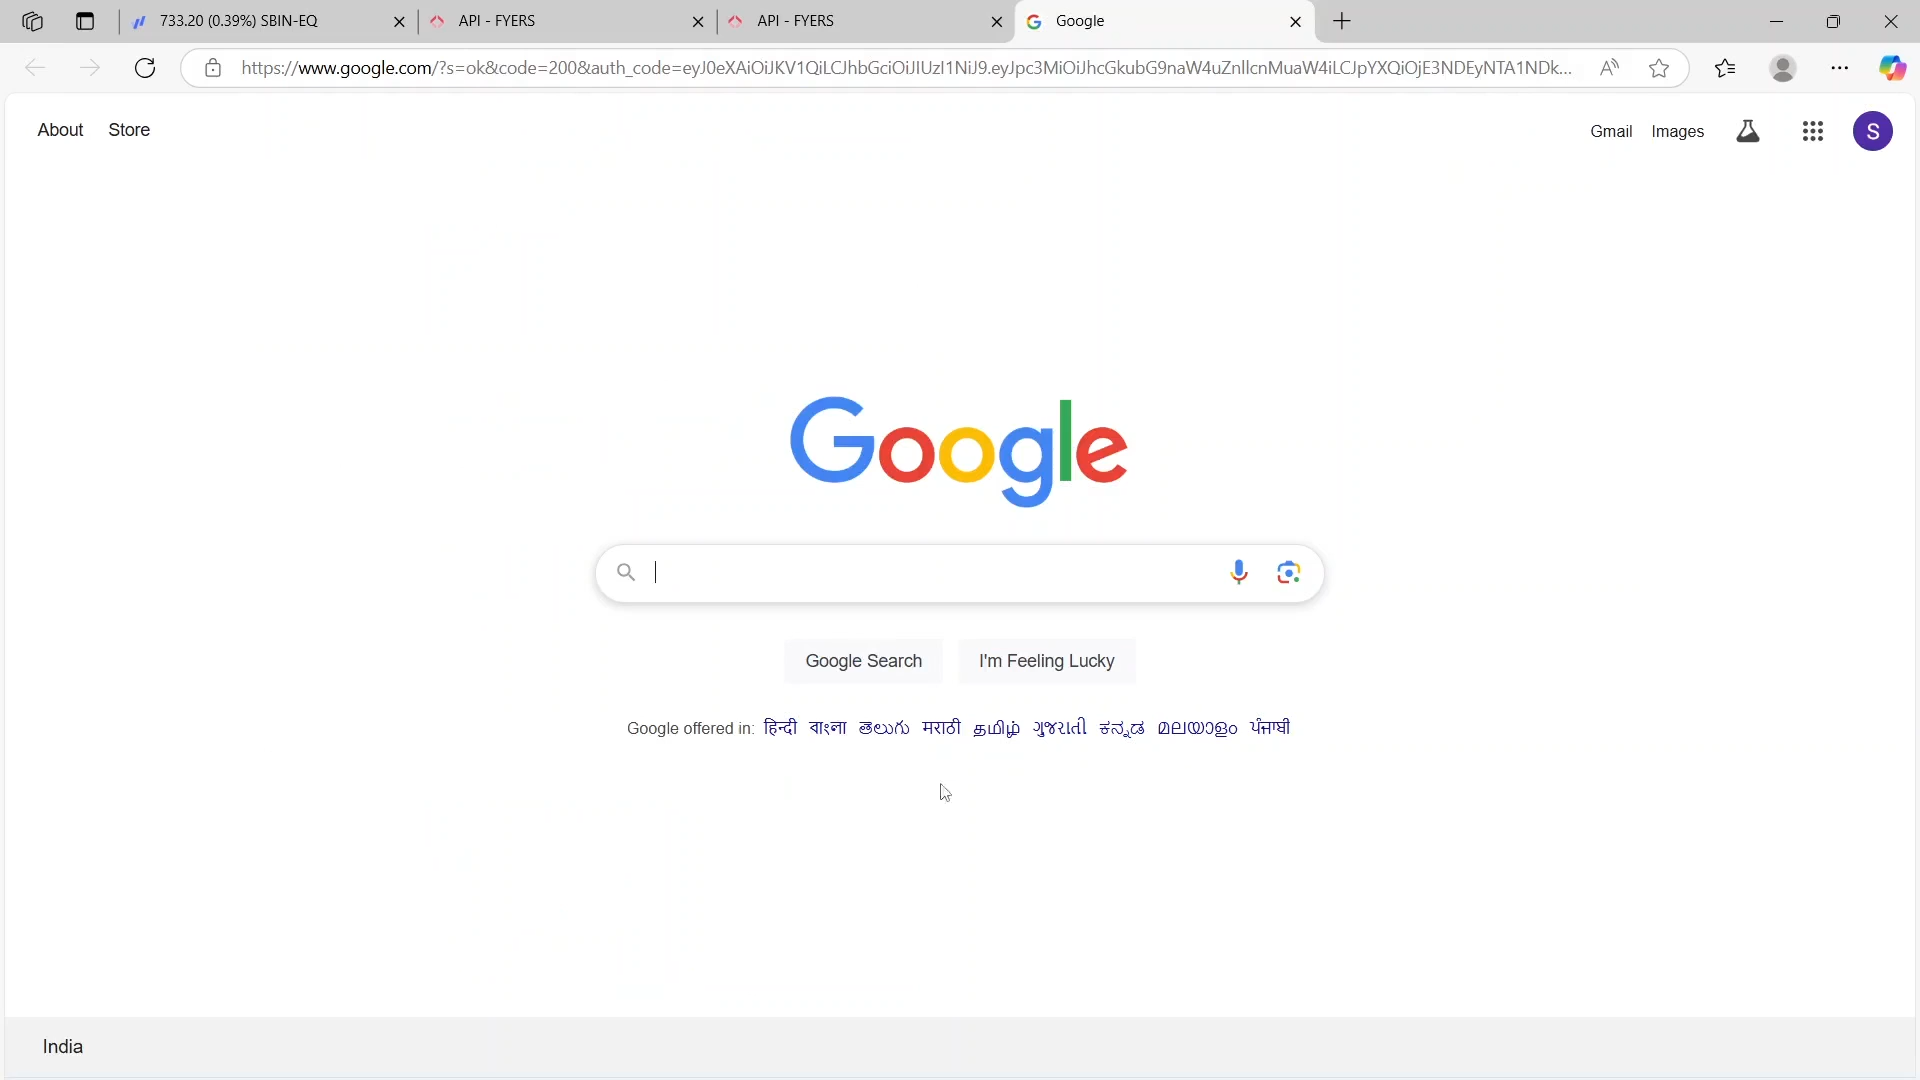 733.20 (0.39%) SBIN-EQ
API - FYERS
API - FYERS
Google
https://www.google.com/?s=ok&code=200&auth_code=eyJ0eXAiOiJKV1QiLCJhbGciOiJIUzI1NiJ9.eyJpc3MiOiJhcGkubG9naW4uZnllcnMuaW4iLCJpYXQiOjE3NDEyNTA1NDk...
About
Store
Gmail
Images
S
Google
Google Search
I'm Feeling Lucky
Google offered in: हिन्दी বাংলা తెలుగు मराठी தமிழ் ગુજરાતી ಕನ್ನಡ മലയാളം ਪੰਜਾਬੀ
India